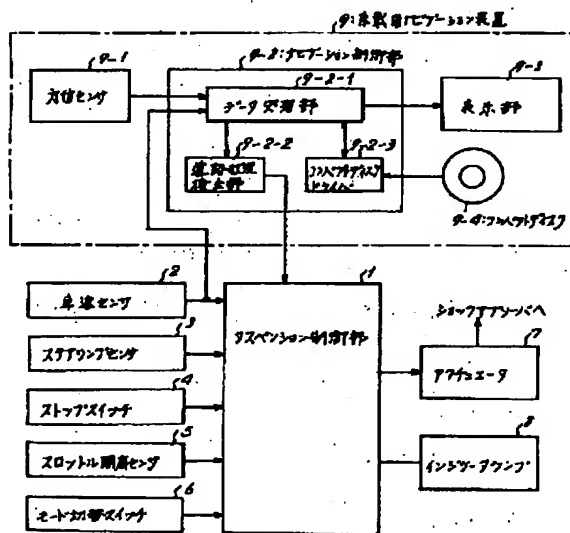 9:車載用ナビゲーション装置
9-2:ナビゲーション制御部
9-1
方位センサ
9-2-1
データ処理部
9-3
表示部
9-2-2
道路状況
検出部
9-2-3
コンパクトディスク
ドライバ
9-4:コンパクトディスク
2
車速センサ
3
ステアリングセンサ
4
ストップスイッチ
5
スロットル開度センサ
6
モード切替スイッチ
1
サスペンション制御部
ショックアブソーバへ
7
アクチュエータ
8
インジケータランプ